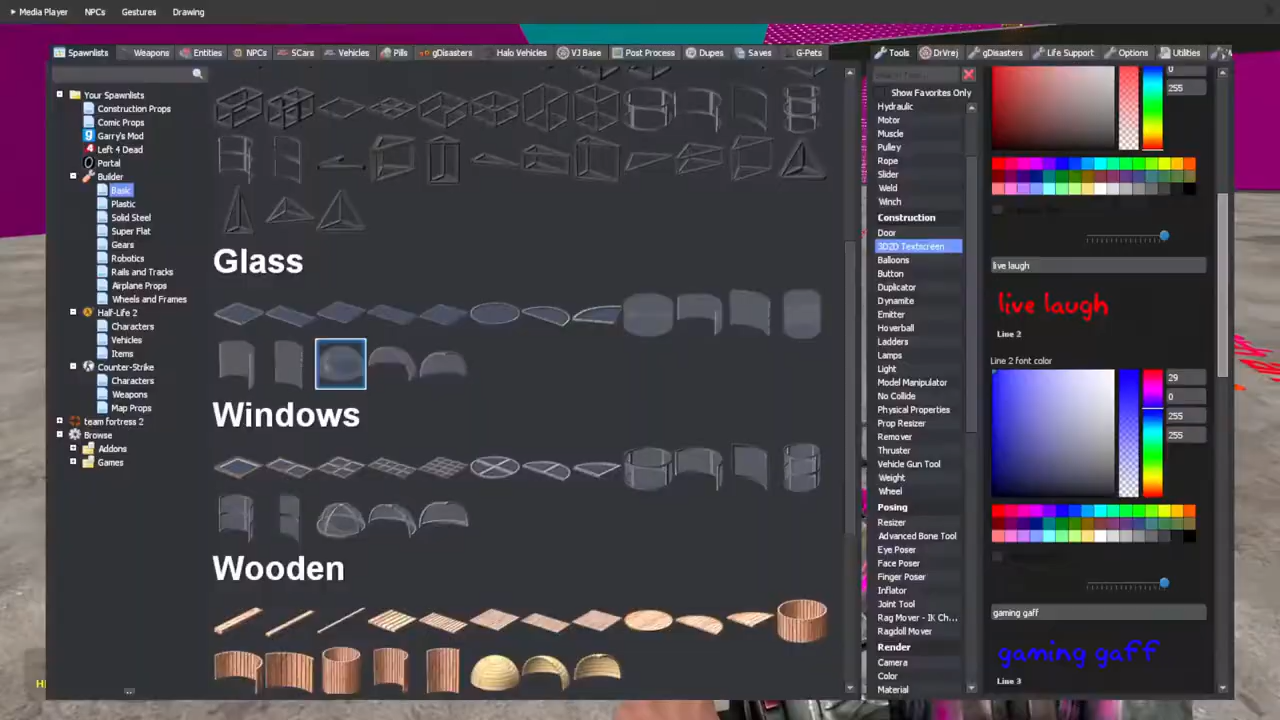 Media Player NPCs Gestures Drawing
Spawnlists Weapons Entities NPCs SCars Vehicles Pills gDisasters Halo Vehicles VJ Base Post Process Dupes Saves G-Pets
Tools DrVrej gDisasters Life Support Options Utilities
Your Spawnlists
Construction Props
Comic Props
Garry's Mod
Left 4 Dead
Portal
Builder
Basic
Plastic
Solid Steel
Super Flat
Gears
Robotics
Rails and Tracks
Airplane Props
Wheels and Frames
Half-Life 2
Characters
Vehicles
Items
Counter-Strike
Characters
Weapons
Map Props
team fortress 2
Browse
Addons
Games
Glass
Windows
Wooden
Show Favorites Only
Hydraulic
Motor
Muscle
Pulley
Rope
Slider
Weld
Winch
Construction
Door
3D2D Textscreen
Balloons
Button
Duplicator
Dynamite
Emitter
Hoverball
Ladders
Lamps
Light
Model Manipulator
No Collide
Physical Properties
Prop Resizer
Remover
Thruster
Vehicle Gun Tool
Weight
Wheel
Posing
Resizer
Advanced Bone Tool
Eye Poser
Face Poser
Finger Poser
Inflator
Joint Tool
Rag Mover - IK Ch...
Ragdoll Mover
Render
Camera
Color
Material
0
255
live laugh
live laugh
Line 2
Line 2 font color
29
0
255
255
gaming gaff
gaming gaff
Line 3